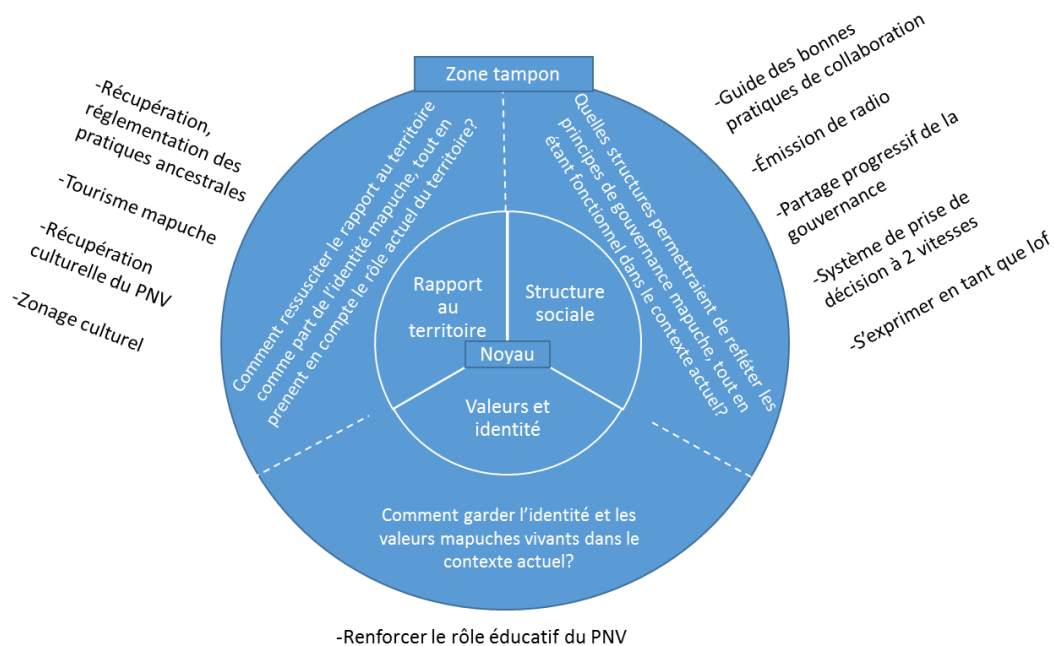 Zone tampon
-Récupération,
réglementation des
pratiques ancestrales
-Tourisme mapuche
-Récupération
culturelle du PNV
-Zonage culturel
Comment ressusciter le rapport au territoire
comme part de l'identité mapuche, tout en
prenent en compte le rôle actuel du territoire?
Quelles structures permettraient de refléter les
principes de gouvernance mapuche, tout en
étant fonctionnel dans le contexte actuel?
-Guide des bonnes
pratiques de collaboration
-Émission de radio
-Partage progressif de la
gouvernance
-Système de prise de
décision à 2 vitesses
-S'exprimer en tant que lof
Rapport
au
territoire
Structure
sociale
Noyau
Valeurs et
identité
Comment garder l'identité et les
valeurs mapuches vivants dans le
contexte actuel?
-Renforcer le rôle éducatif du PNV